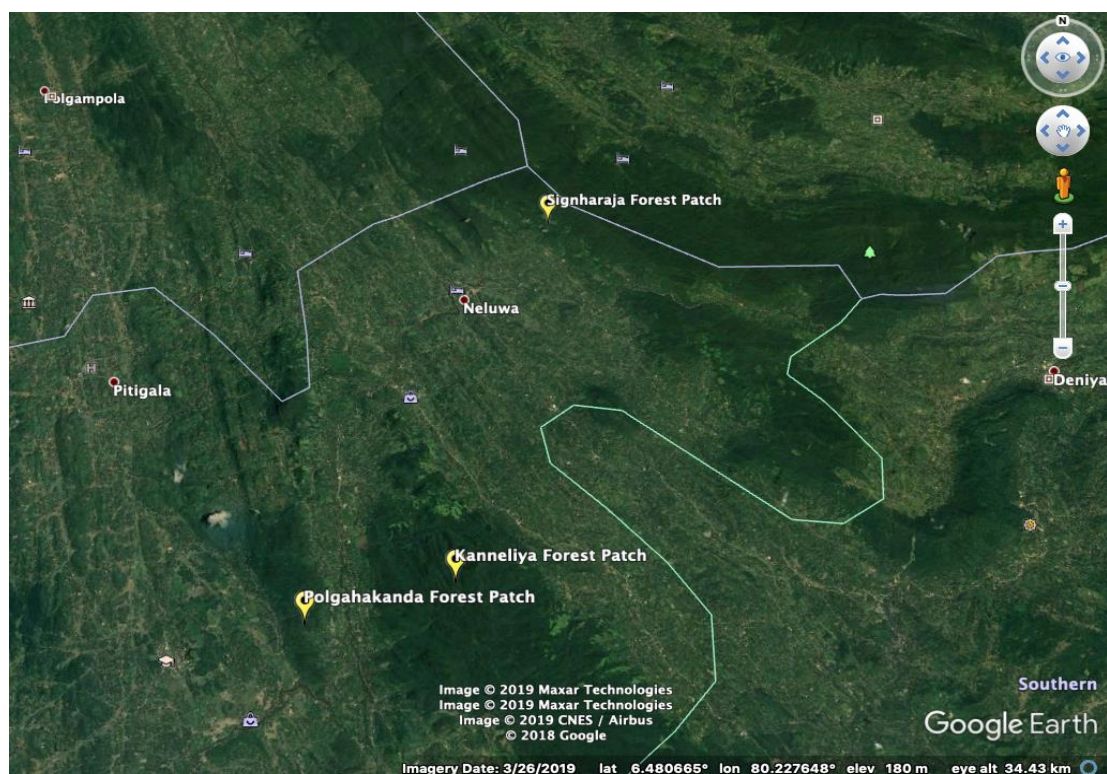 N
Polgampola
Signharaja Forest Patch
Neluwa
Pitigala
Deniya
Kanneliya Forest Patch
Polgahakanda Forest Patch
Southern
Image © 2019 Maxar Technologies
Image © 2019 Maxar Technologies
Image © 2019 CNES / Airbus
© 2018 Google
Google Earth
Imagery Date: 3/26/2019 lat 6.480665° lon 80.227648° elev 180 m eye alt 34.43 km